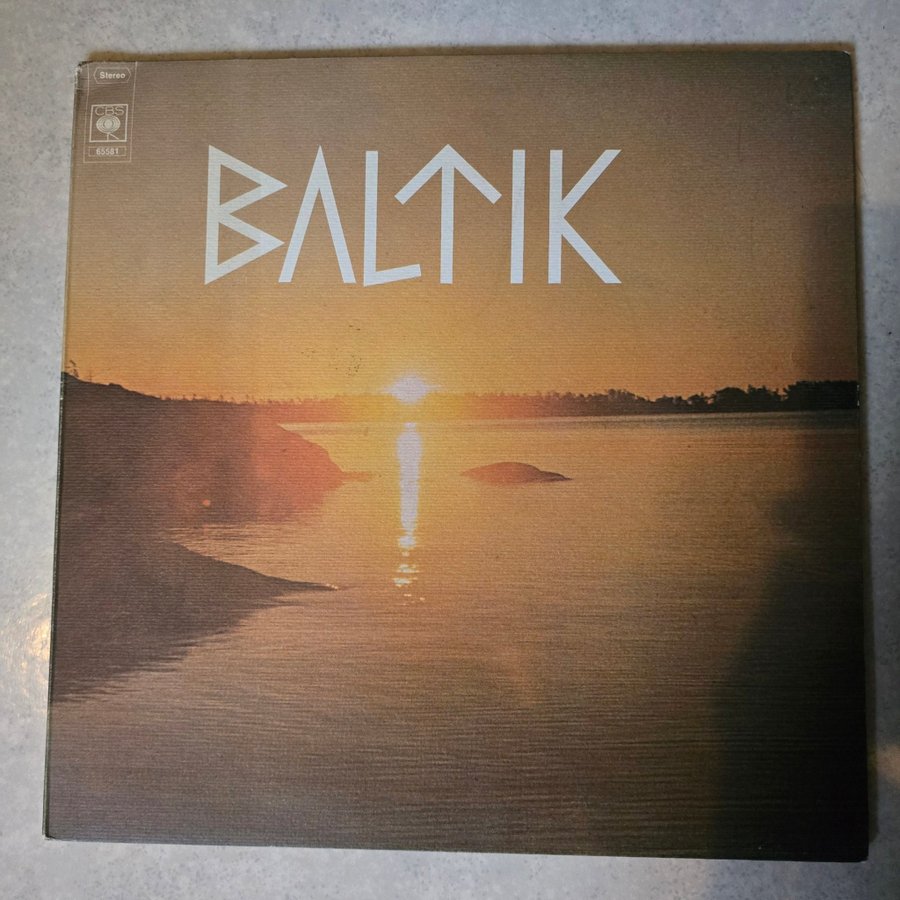 Stereo
CBS
65581
BALTIK